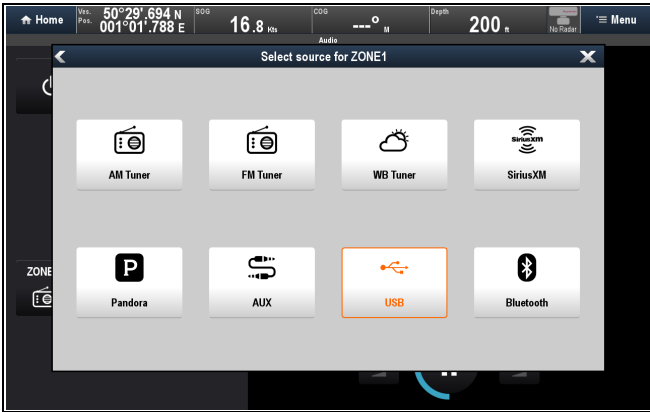 Home
Ves. Pos.
50°29'.694 N
001°01'.788 E
SOG
16.8 Kts
COG
---° M
Depth
200 ft
No Radar
Menu
Audio
Select source for ZONE1
AM Tuner
FM Tuner
WB Tuner
SiriusXM
SiriusXM
ZONE
P
Pandora
AUX
USB
Bluetooth